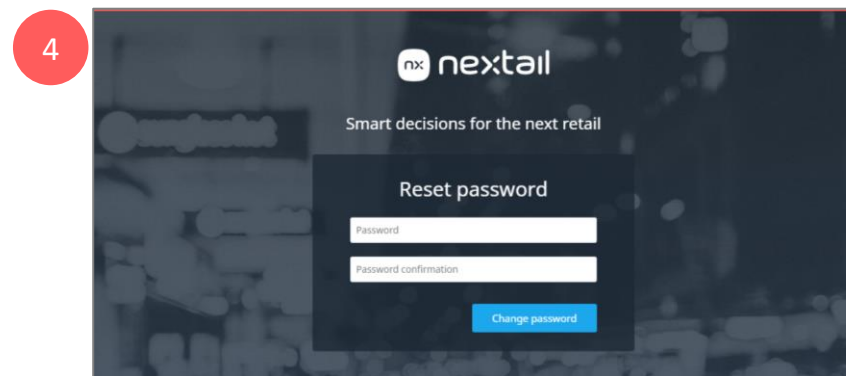 4
nx nextail
Smart decisions for the next retail
Reset password
Password
Password confirmation
Change password